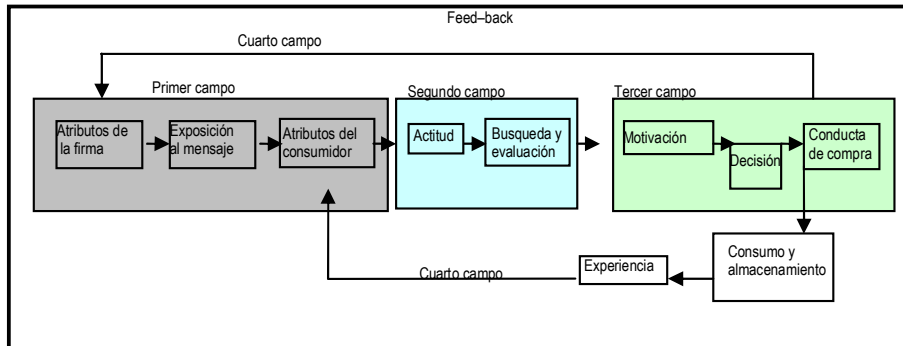 Feed–back
Cuarto campo
Primer campo
Segundo campo
Tercer campo
Atributos de
la firma
Exposición
al mensaje
Atributos del
consumidor
Actitud
Busqueda y
evaluación
Motivación
Decisión
Conducta
de compra
Consumo y
almacenamiento
Experiencia
Cuarto campo